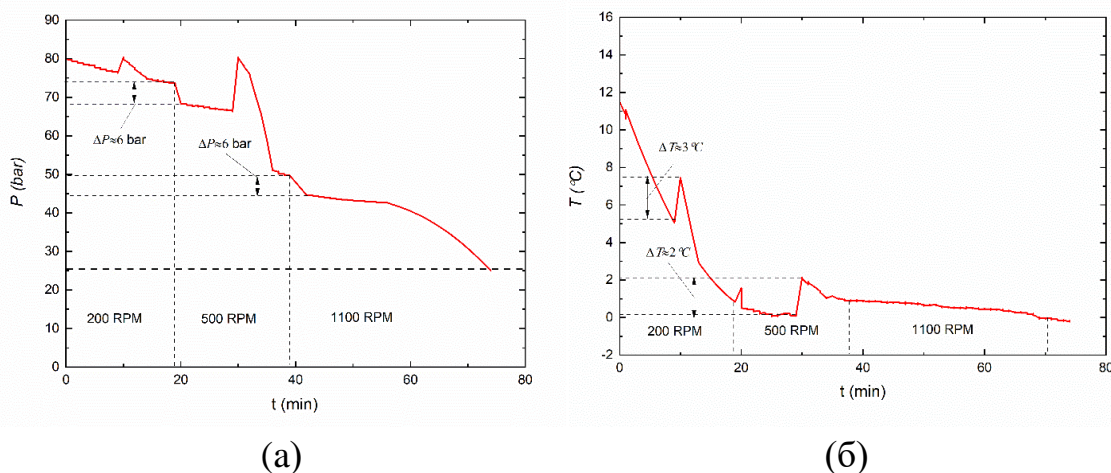 90
80
70
60
50
40
30
20
10
0
P (bar)
ΔP≈6 bar
ΔP≈6 bar
200 RPM
500 RPM
1100 RPM
0
20
40
60
80
t (min)
(а)
16
14
12
10
8
6
4
2
0
-2
T (°C)
ΔT≈3 °C
ΔT≈2 °C
200 RPM
500 RPM
1100 RPM
0
20
40
60
80
t (min)
(б)